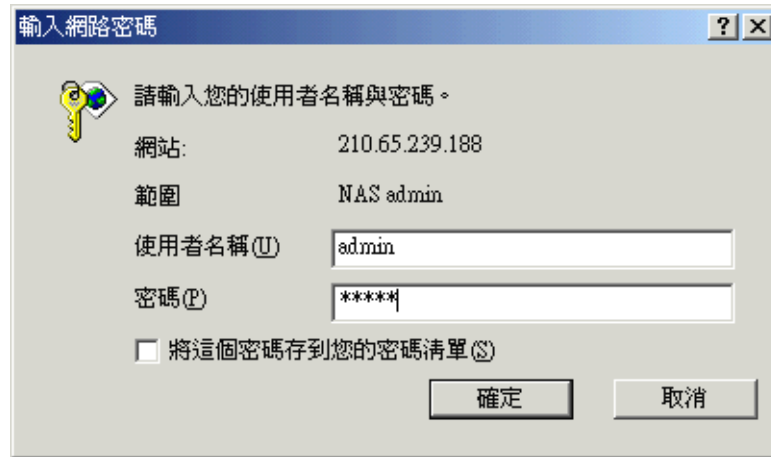 輸入網路密碼
請輸入您的使用者名稱與密碼。
網站: 210.65.239.188
範圍 NAS admin
使用者名稱(U) admin
密碼(P) *****
將這個密碼存到您的密碼清單(S)
確定 取消